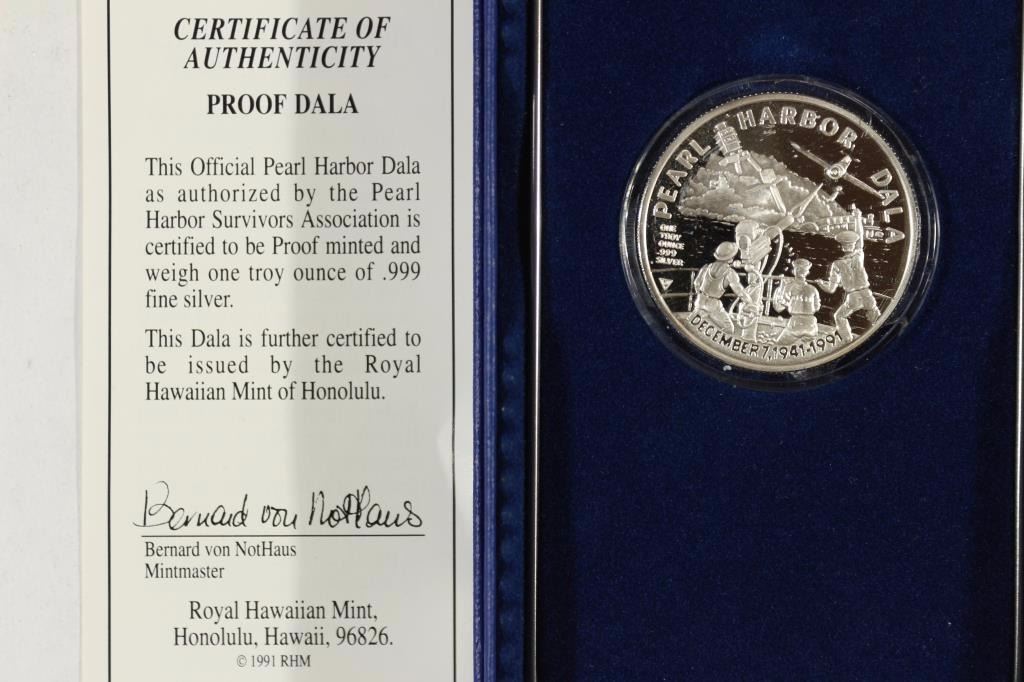 CERTIFICATE OF
AUTHENTICITY
PROOF DALA
This Official Pearl Harbor Dala
as authorized by the Pearl
Harbor Survivors Association is
certified to be Proof minted and
weigh one troy ounce of .999
fine silver.
This Dala is further certified to
be issued by the Royal
Hawaiian Mint of Honolulu.
Bernard von NotHaus
Bernard von NotHaus
Mintmaster
Royal Hawaiian Mint,
Honolulu, Hawaii, 96826.
© 1991 RHM
PEARL HARBOR DALA
ONE
TROY
OUNCE
.999
SILVER
DECEMBER 7, 1941-1991